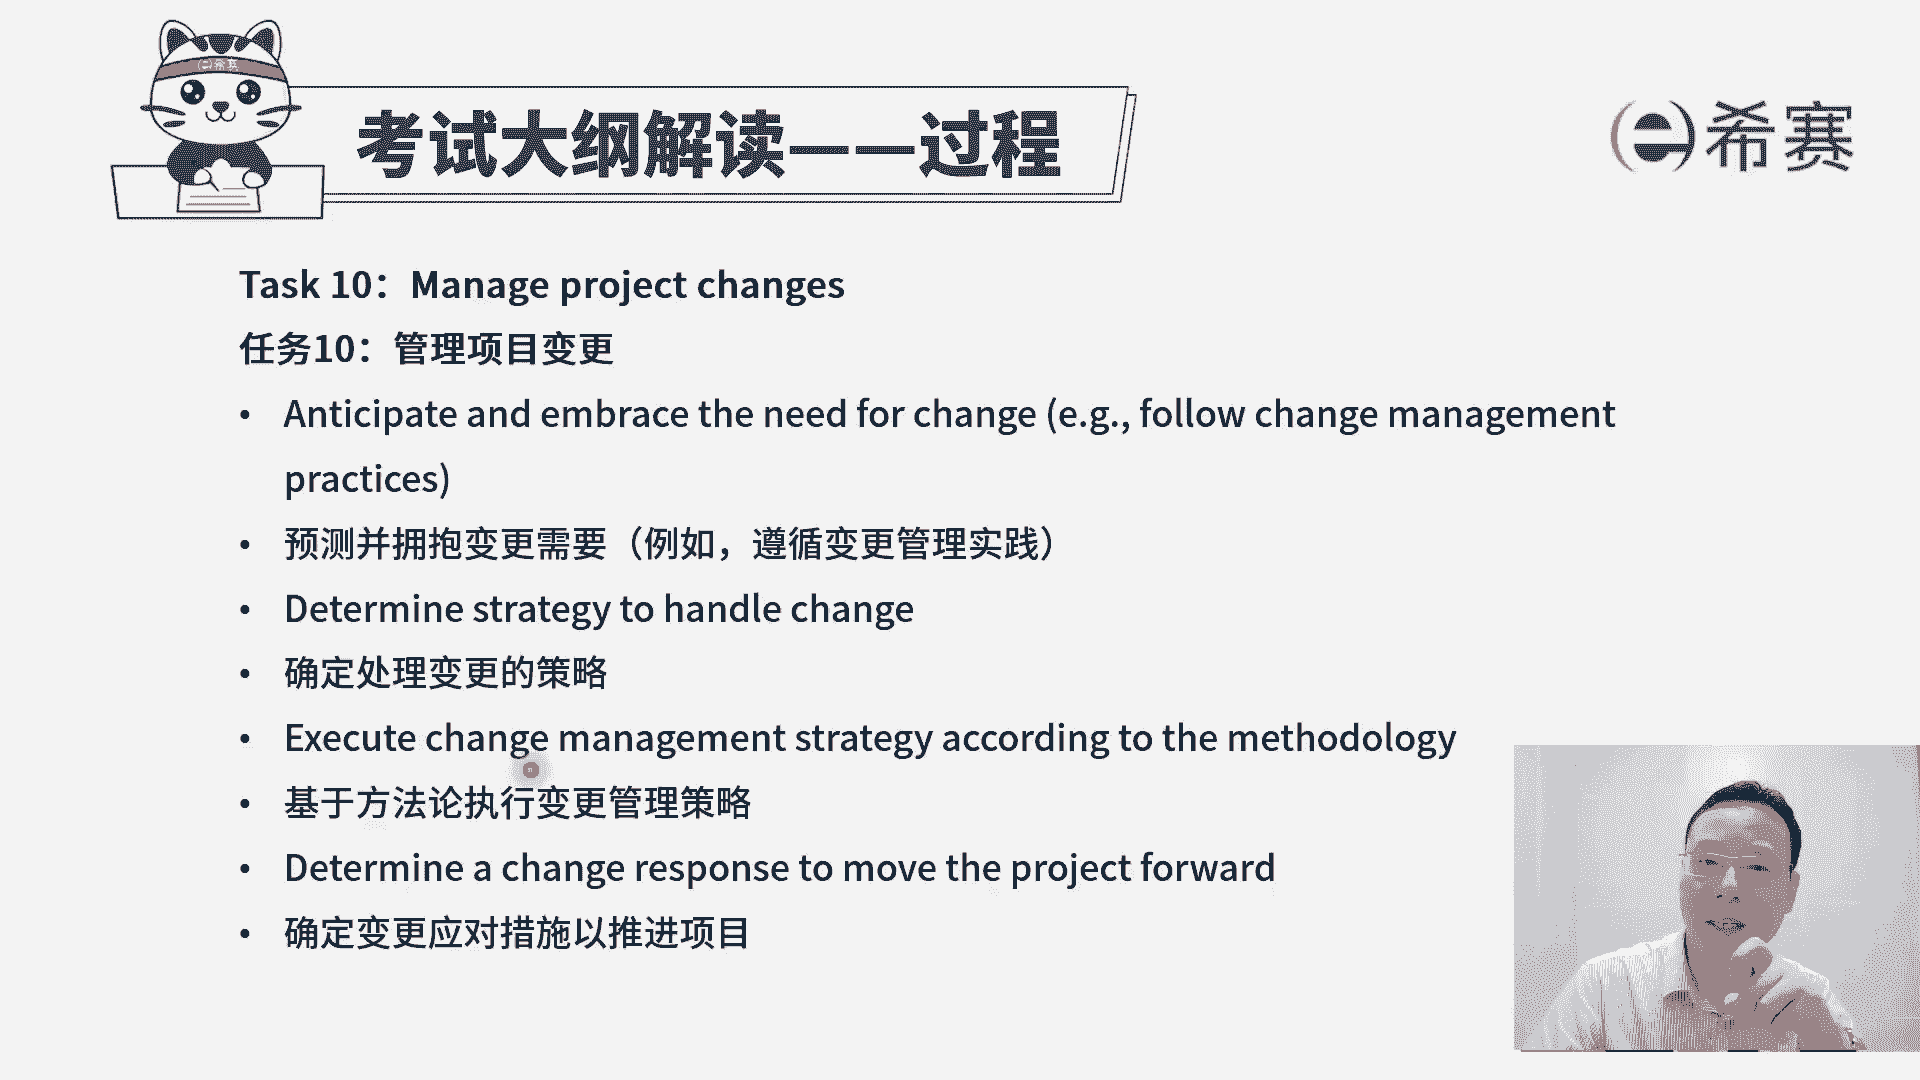 希赛
考试大纲解读——过程
希赛
Task 10：Manage project changes
任务10：管理项目变更
• Anticipate and embrace the need for change (e.g., follow change management
practices)
• 预测并拥抱变更需要（例如，遵循变更管理实践）
• Determine strategy to handle change
• 确定处理变更的策略
• Execute change management strategy according to the methodology
• 基于方法论执行变更管理策略
• Determine a change response to move the project forward
• 确定变更应对措施以推进项目